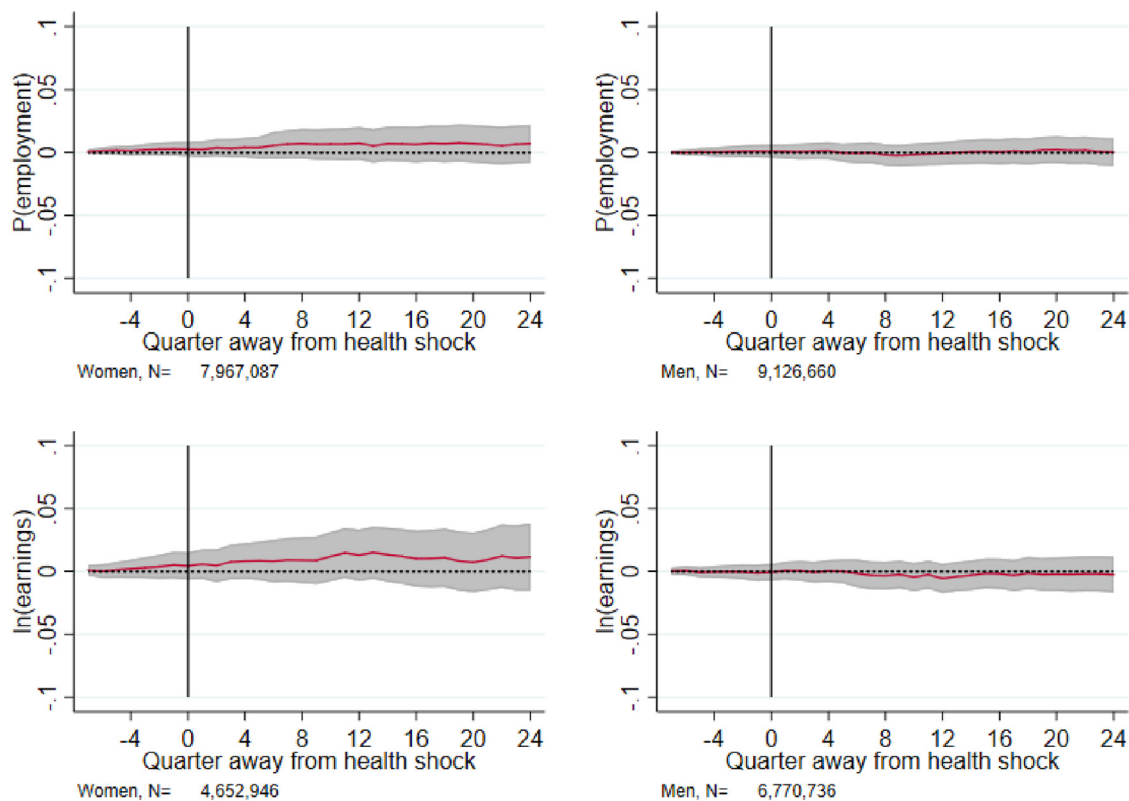 .1
.05
0
-.05
-.1
P(employment)
-4 0 4 8 12 16 20 24
Quarter away from health shock
Women, N= 7,967,087
.1
.05
0
-.05
-.1
P(employment)
-4 0 4 8 12 16 20 24
Quarter away from health shock
Men, N= 9,126,660
.1
.05
0
-.05
-.1
ln(earnings)
-4 0 4 8 12 16 20 24
Quarter away from health shock
Women, N= 4,652,946
.1
.05
0
-.05
-.1
ln(earnings)
-4 0 4 8 12 16 20 24
Quarter away from health shock
Men, N= 6,770,736